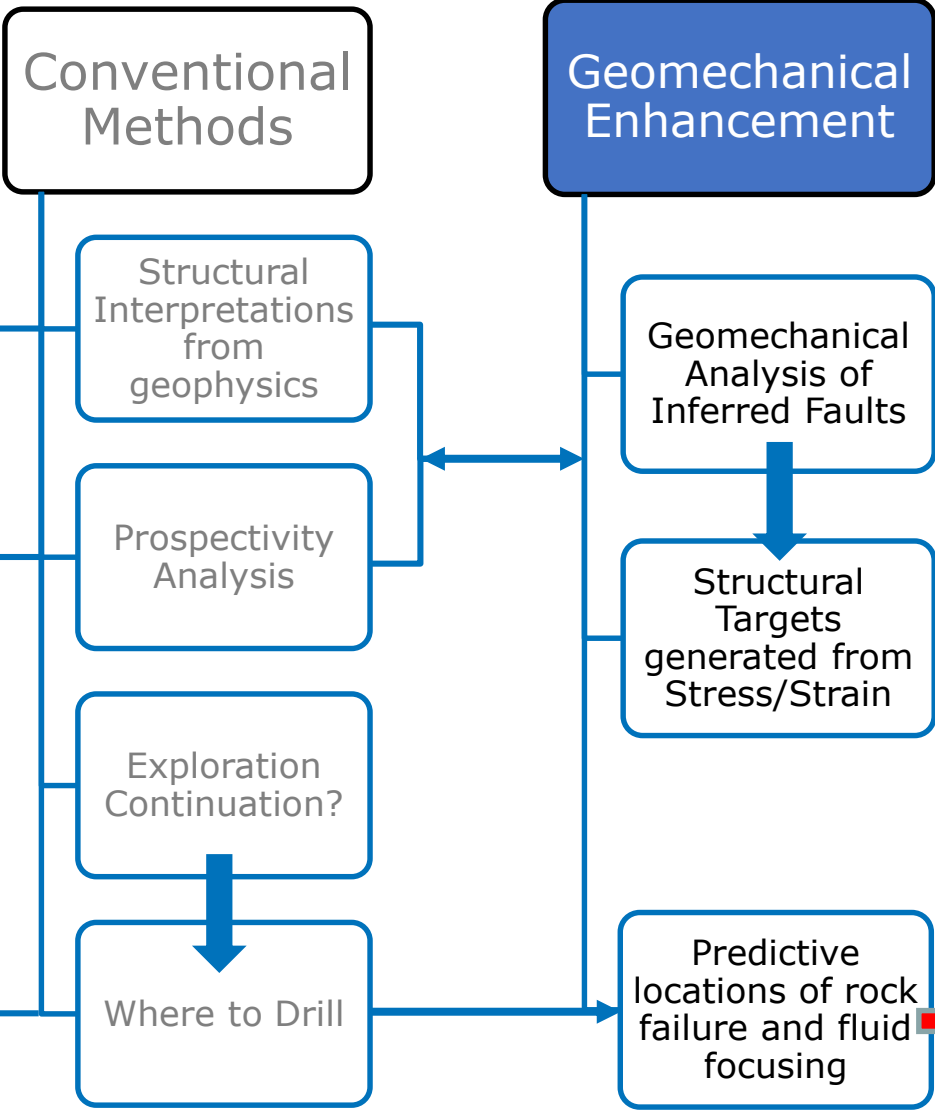 Conventional
Methods
Geomechanical
Enhancement
Structural
Interpretations
from
geophysics
Prospectivity
Analysis
Exploration
Continuation?
Where to Drill
Geomechanical
Analysis of
Inferred Faults
Structural
Targets
generated from
Stress/Strain
Predictive
locations of rock
failure and fluid
focusing